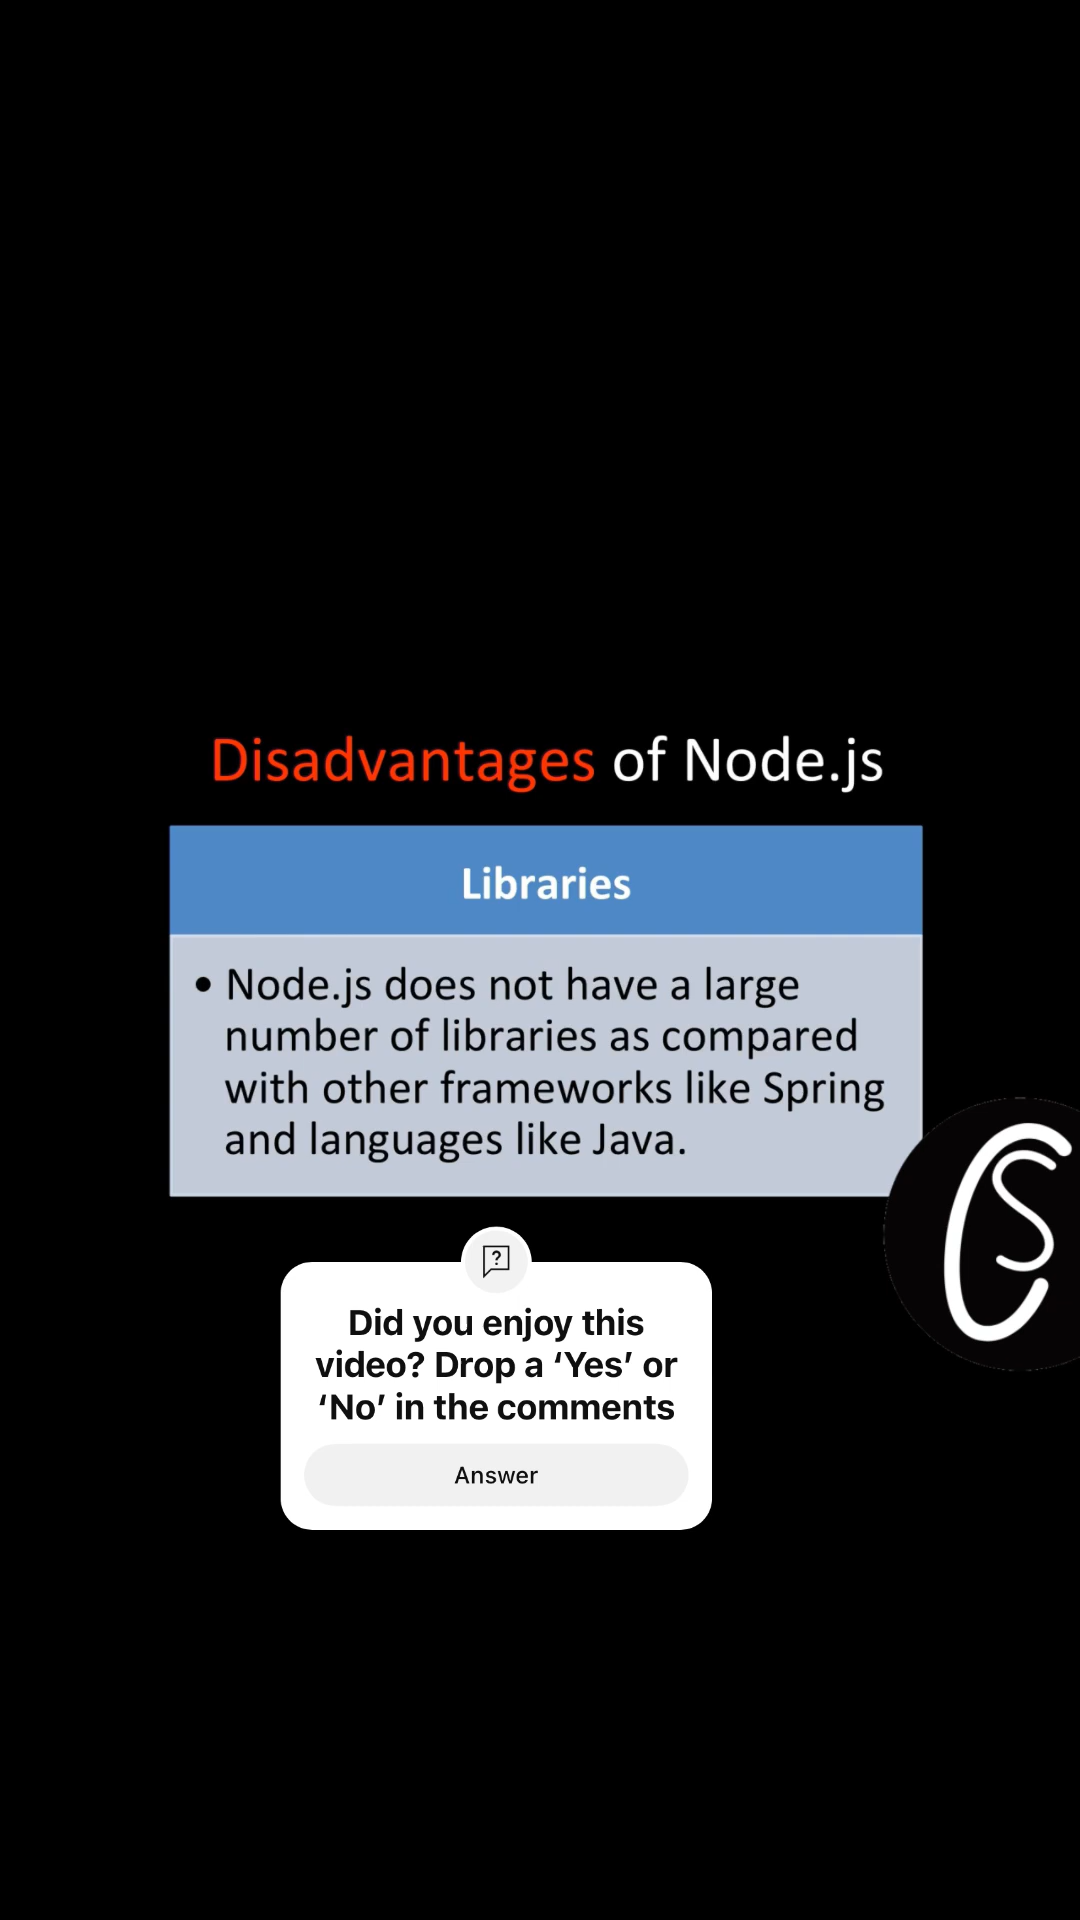 Disadvantages of Node.js
Libraries
• Node.js does not have a large
number of libraries as compared
with other frameworks like Spring
and languages like Java.
CS
?
Did you enjoy this
video? Drop a ‘Yes’ or
‘No’ in the comments
Answer